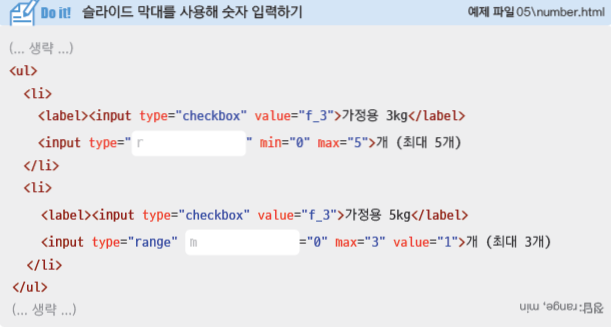 Do it! 슬라이드 막대를 사용해 숫자 입력하기 예제 파일 05\number.html
(... 생략 ...)
<ul>
<li>
<label><input type="checkbox" value="f_3">가정용 3kg</label>
<input type="r " min="0" max="5">개 (최대 5개)
</li>
<li>
<label><input type="checkbox" value="f_3">가정용 5kg</label>
<input type="range" m ="0" max="3" value="1">개 (최대 3개)
</li>
</ul>
(... 생략 ...)
정답: range, min